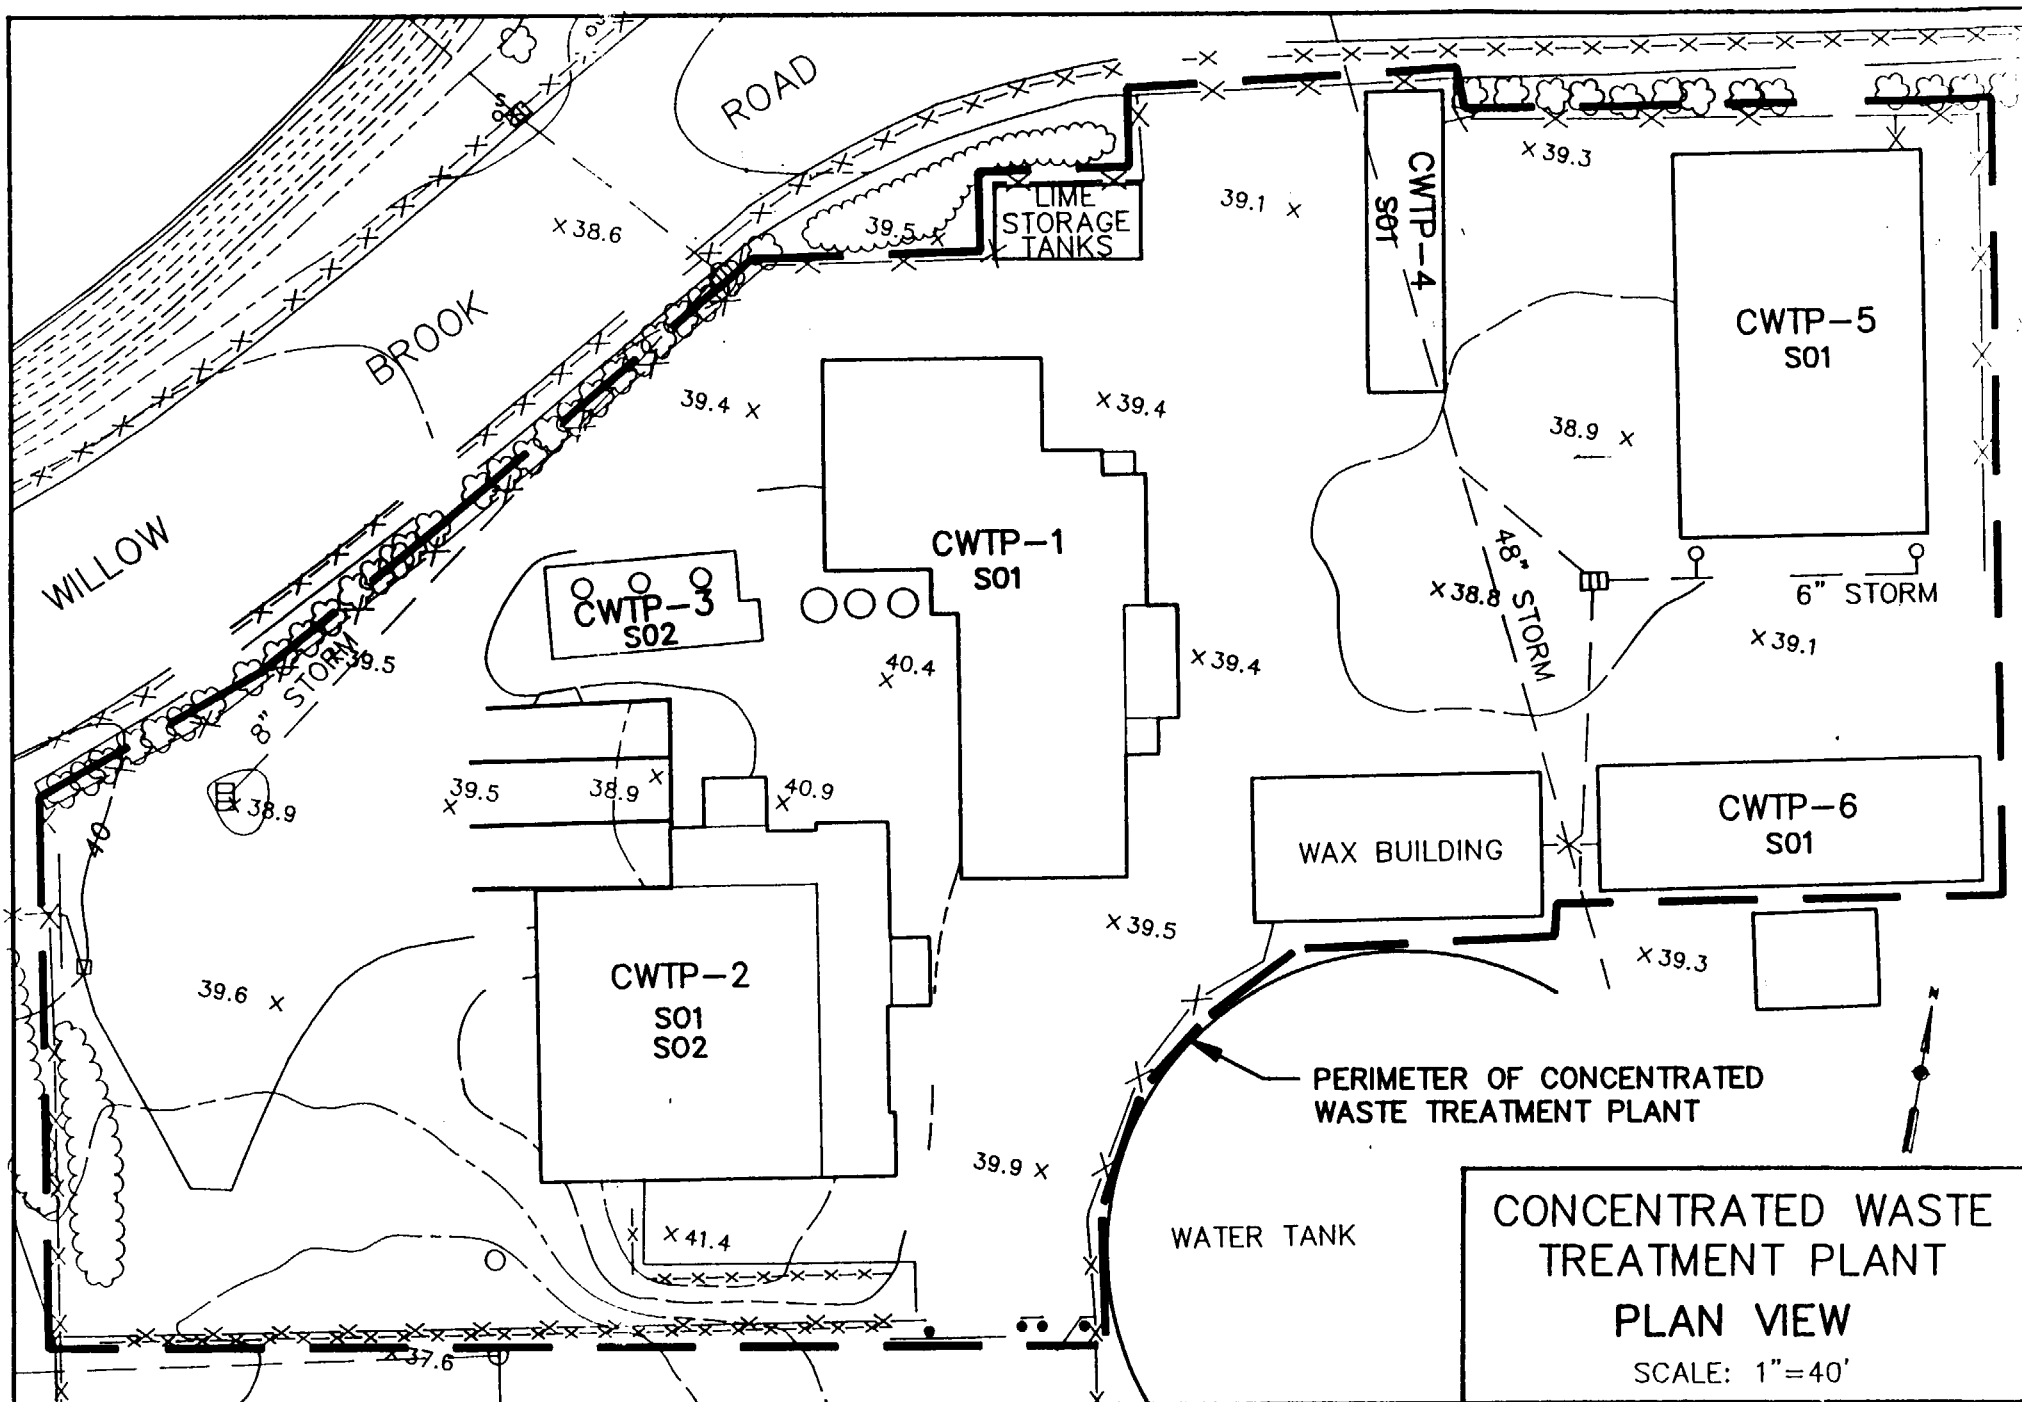 ROAD
×39.3
CWTP-4
S01
39.1 ×
LIME
STORAGE
TANKS
39.5 ×
×38.6
CWTP-5
S01
BROOK
39.4 ×
×39.4
38.9 ×
WILLOW
CWTP-1
S01
48" STORM
CWTP-3
S02
×38.8
6" STORM
×39.1
40.4
×
×39.4
39.5
8" STORM
×38.9
39.5
×
38.9 ×
40.9
×
CWTP-6
S01
WAX BUILDING
40
×39.5
×39.3
39.6 ×
CWTP-2
S01
S02
N
PERIMETER OF CONCENTRATED
WASTE TREATMENT PLANT
39.9 ×
×41.4
WATER TANK
×37.6
CONCENTRATED WASTE
TREATMENT PLANT
PLAN VIEW
SCALE: 1"=40'